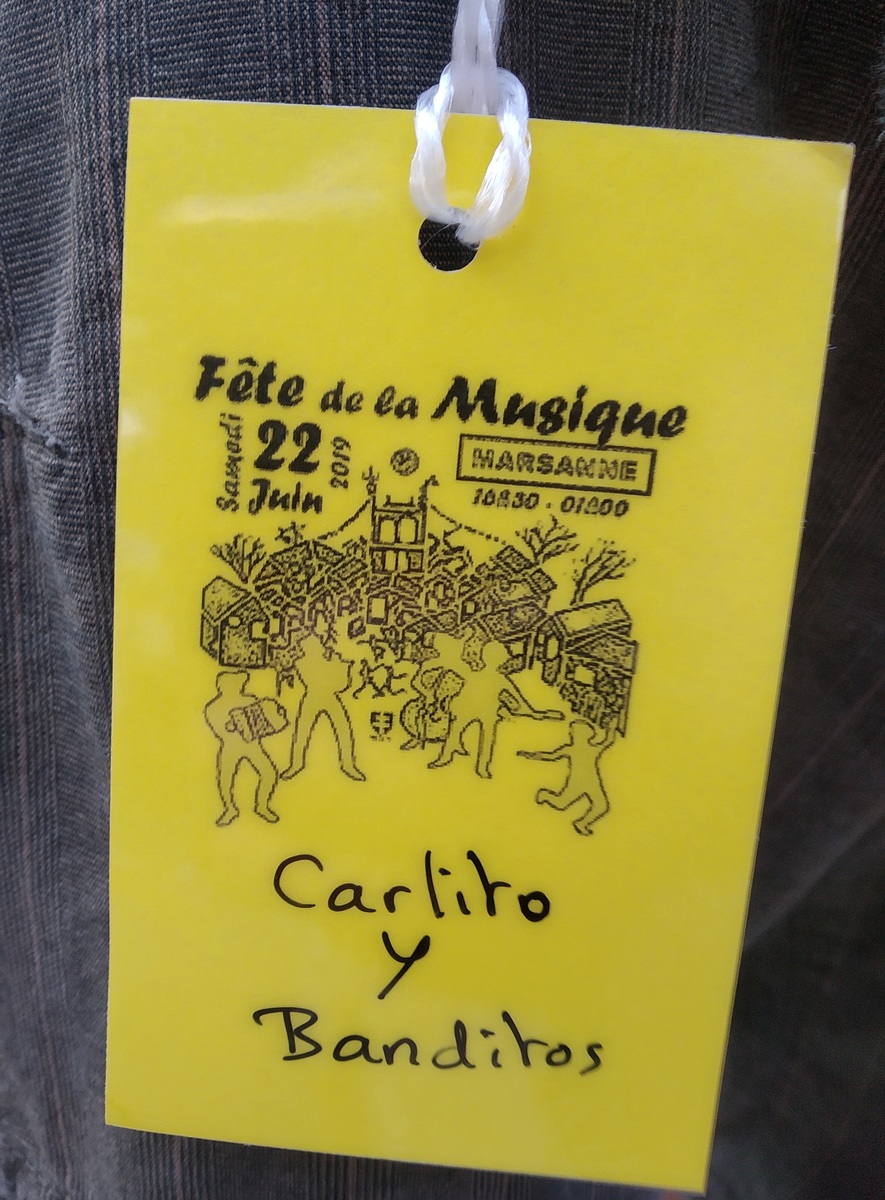 Fête de la Musique
Samedi 22 Juin 2019
MARSANNE
18h30 - 01h00
Carlito
y
Banditos